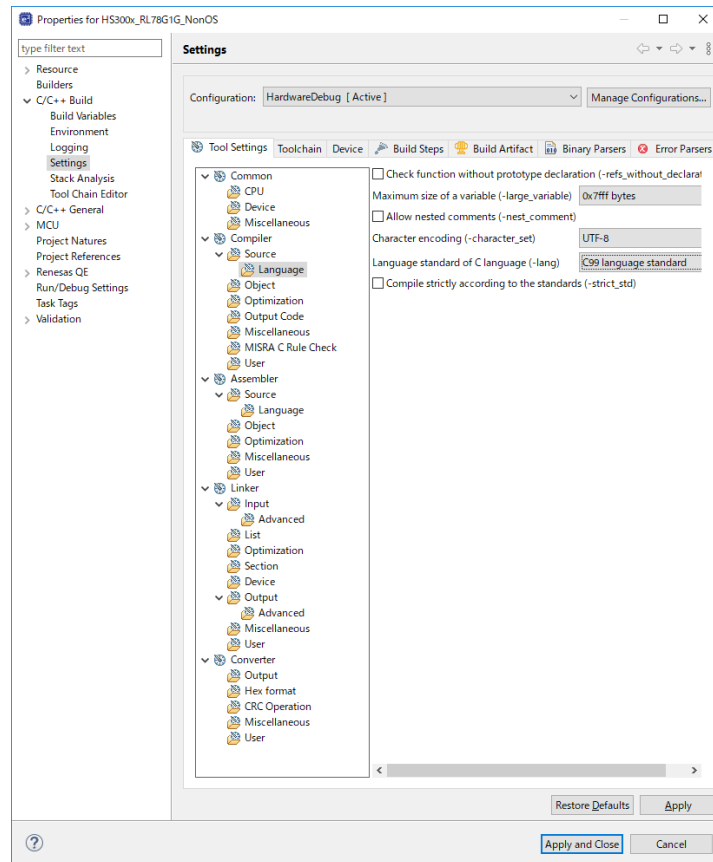 Properties for HS300x_RL78G1G_NonOS
type filter text
Resource
Builders
C/C++ Build
Build Variables
Environment
Logging
Settings
Stack Analysis
Tool Chain Editor
C/C++ General
MCU
Project Natures
Project References
Renesas QE
Run/Debug Settings
Task Tags
Validation
Settings
Configuration: HardwareDebug [ Active ] Manage Configurations...
Tool Settings Toolchain Device Build Steps Build Artifact Binary Parsers Error Parsers
Common
CPU
Device
Miscellaneous
Compiler
Source
Language
Object
Optimization
Output Code
Miscellaneous
MISRA C Rule Check
User
Assembler
Source
Language
Object
Optimization
Miscellaneous
User
Linker
Input
Advanced
List
Optimization
Section
Device
Output
Advanced
Miscellaneous
User
Converter
Output
Hex format
CRC Operation
Miscellaneous
User
Check function without prototype declaration (-refs_without_declarat
Maximum size of a variable (-large_variable) 0x7fff bytes
Allow nested comments (-nest_comment)
Character encoding (-character_set) UTF-8
Language standard of C language (-lang) C99 language standard
Compile strictly according to the standards (-strict_std)
Restore Defaults Apply
Apply and Close Cancel